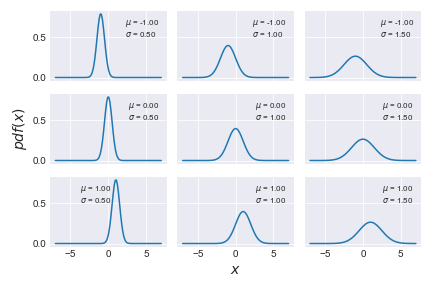 μ = -1.00
σ = 0.50
μ = -1.00
σ = 1.00
μ = -1.00
σ = 1.50
0.5
0.0
μ = 0.00
σ = 0.50
μ = 0.00
σ = 1.00
μ = 0.00
σ = 1.50
0.5
0.0
pdf(x)
μ = 1.00
σ = 0.50
μ = 1.00
σ = 1.00
μ = 1.00
σ = 1.50
0.5
0.0
−5 0 5 −5 0 5 −5 0 5
x